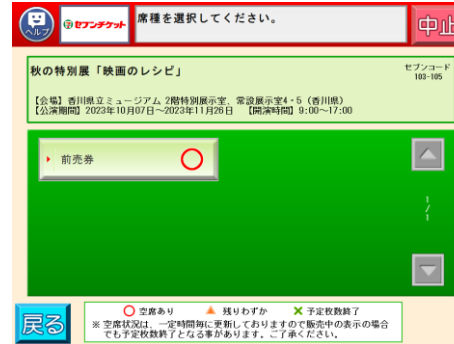 ヘルプ
セブンチケット
席種を選択してください。
中止
秋の特別展「映画のレシピ」
セブンコード
103-105
【会場】香川県立ミュージアム 2階特別展示室、常設展示室4・5(香川県)
【公演期間】2023年10月07日~2023年11月26日 【開演時間】9:00~17:00
前売券
1/1
戻る
空席あり 残りわずか 予定枚数終了
※空席状況は、一定時間毎に更新しておりますので販売中の表示の場合
でも予定枚数終了となる事があります。ご了承ください。